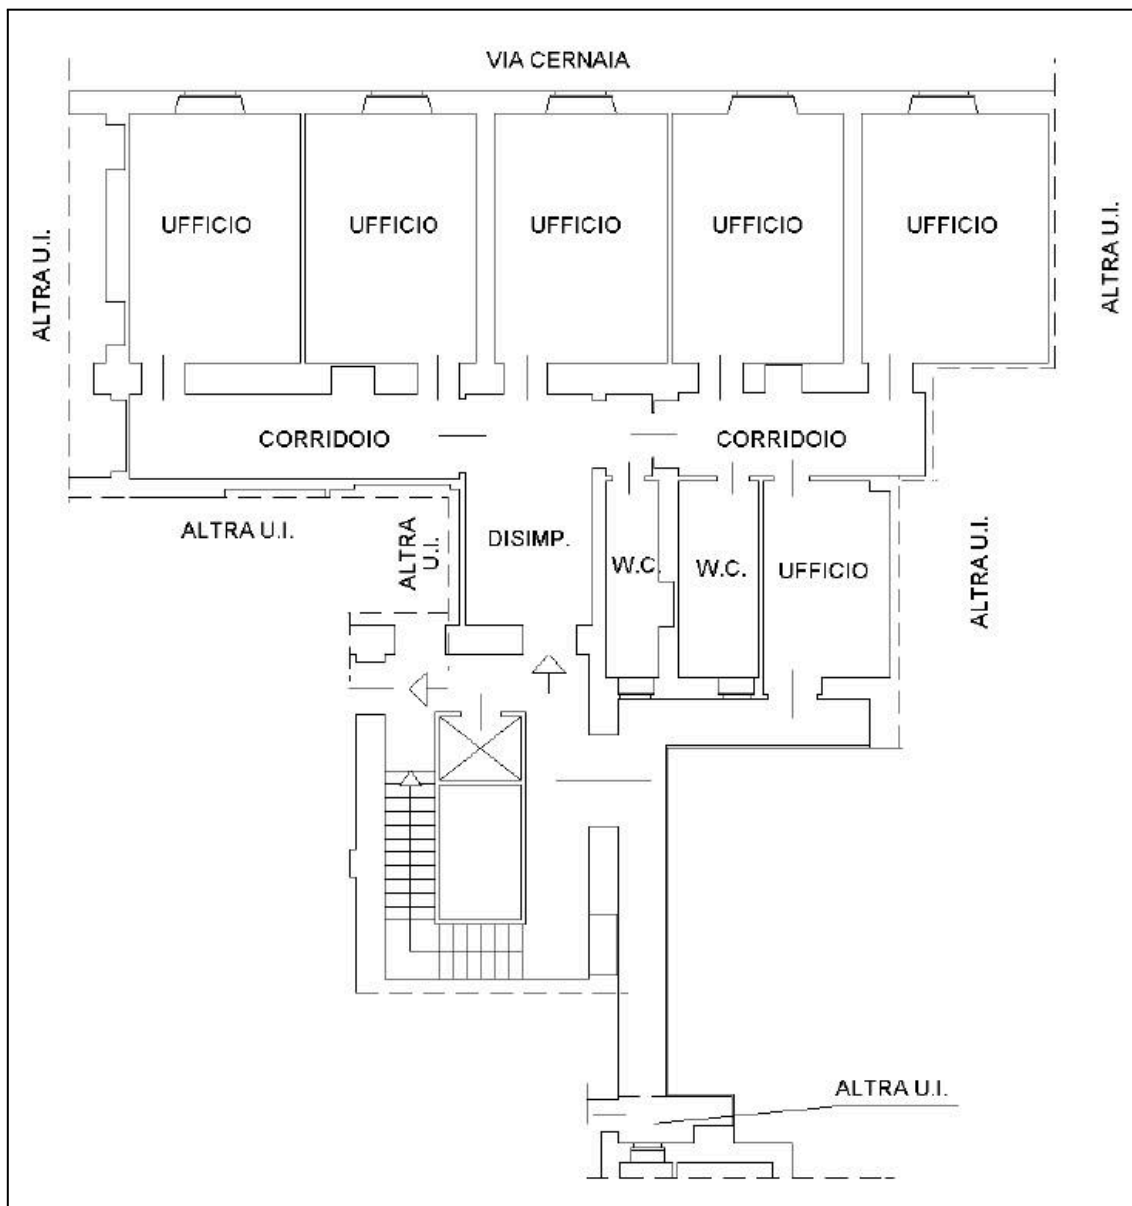 VIA CERNAIA
UFFICIO
UFFICIO
UFFICIO
UFFICIO
UFFICIO
ALTRA U.I.
ALTRA U.I.
CORRIDOIO
CORRIDOIO
ALTRA U.I.
ALTRA
U.I.
DISIMP.
W.C.
W.C.
UFFICIO
ALTRA U.I.
ALTRA U.I.